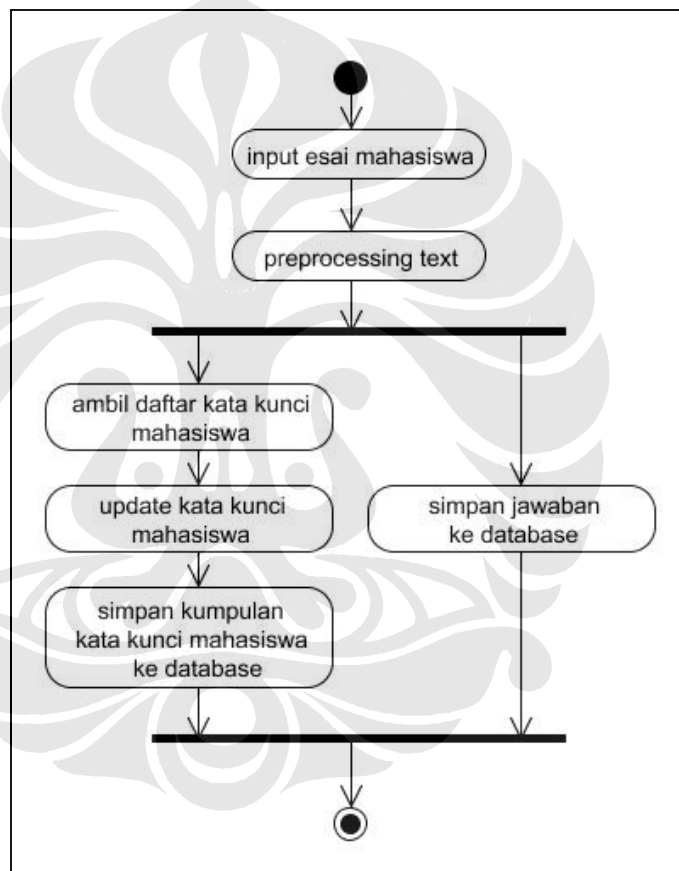 input esai mahasiswa
preprocessing text
ambil daftar kata kunci
mahasiswa
update kata kunci
mahasiswa
simpan kumpulan
kata kunci mahasiswa
ke database
simpan jawaban
ke database